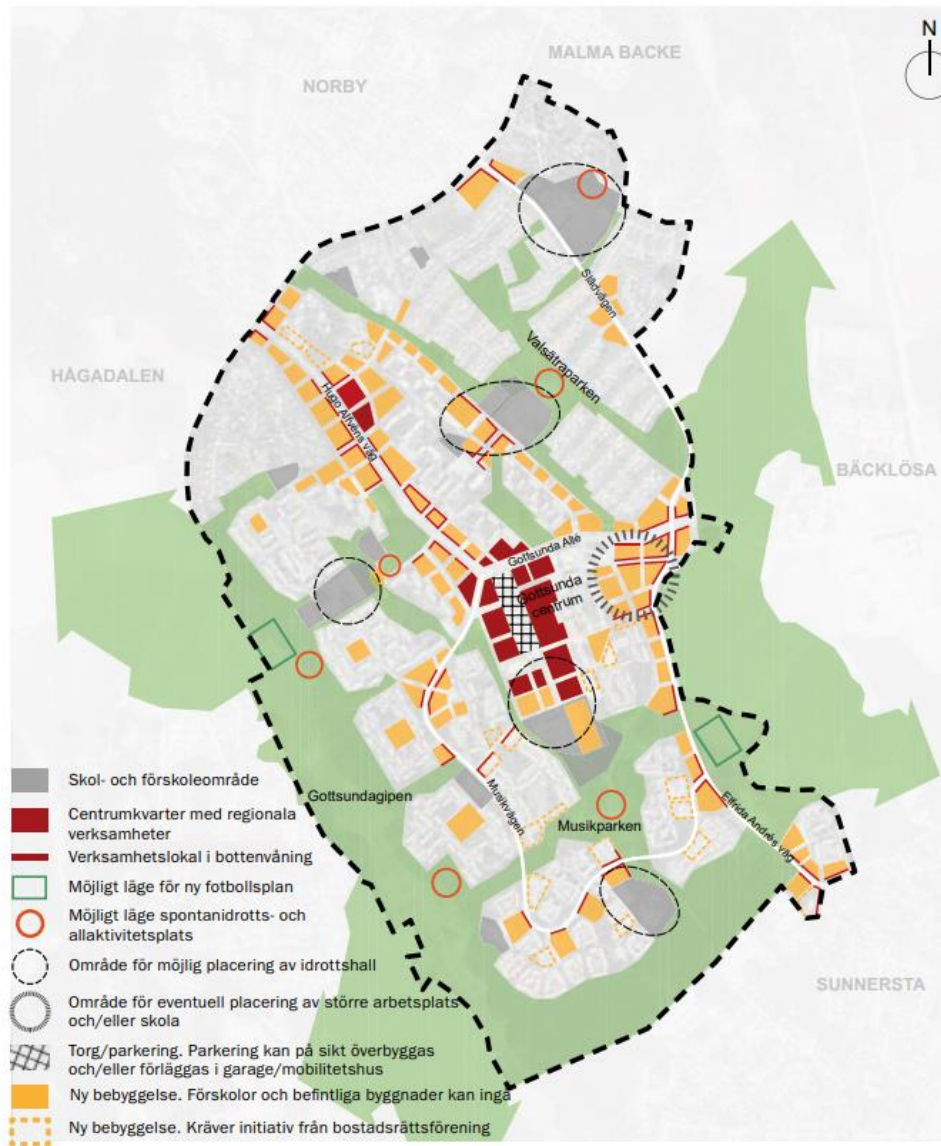 N
MALMA BACKE
NORBY
Slädvägen
Valsätraparken
HÅGADALEN
Hugo Alfvéns väg
BÄCKLÖSA
Gottsunda Allé
Gottsunda
centrum
Skol- och förskoleområde
Gottsundagipen
Musikvägen
Musikparken
Elfrida Andrés väg
Centrumkvarter med regionala
verksamheter
Verksamhetslokal i bottenvåning
Möjligt läge för ny fotbollsplan
Möjligt läge spontanidrotts- och
allaktivitetsplats
Område för möjlig placering av idrottshall
SUNNERSTA
Område för eventuell placering av större arbetsplats
och/eller skola
Torg/parkering. Parkering kan på sikt överbyggas
och/eller förläggas i garage/mobilitetshus
Ny bebyggelse. Förskolor och befintliga byggnader kan ingå
Ny bebyggelse. Kräver initiativ från bostadsrättsförening